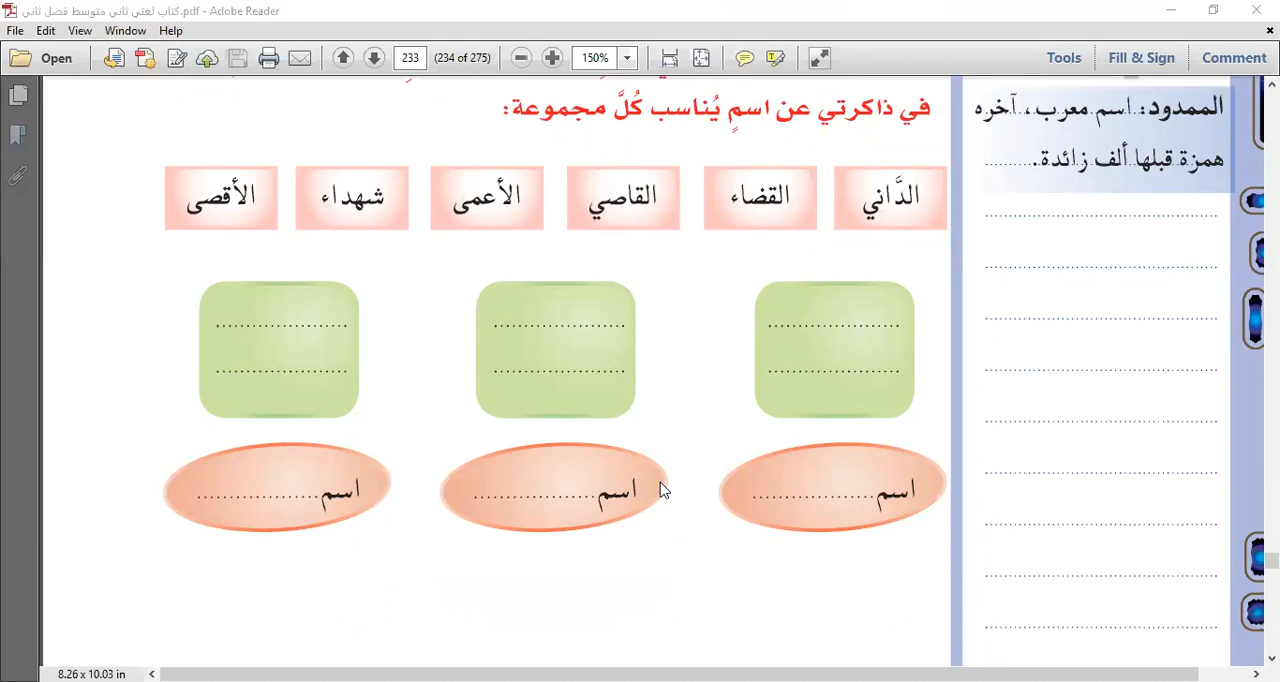 كتاب لغتي ثاني متوسط فصل ثاني.pdf - Adobe Reader
File Edit View Window Help
Open 233 (234 of 275) 150% Tools Fill & Sign Comment
في ذاكرتي عن اسمٍ يُناسب كُلَّ مجموعة:
الممدود: اسم معرب، آخره
همزة قبلها ألف زائدة.
الدَّاني القضاء القاصي الأعمى شهداء الأقصى
اسم اسم اسم
8.26 x 10.03 in